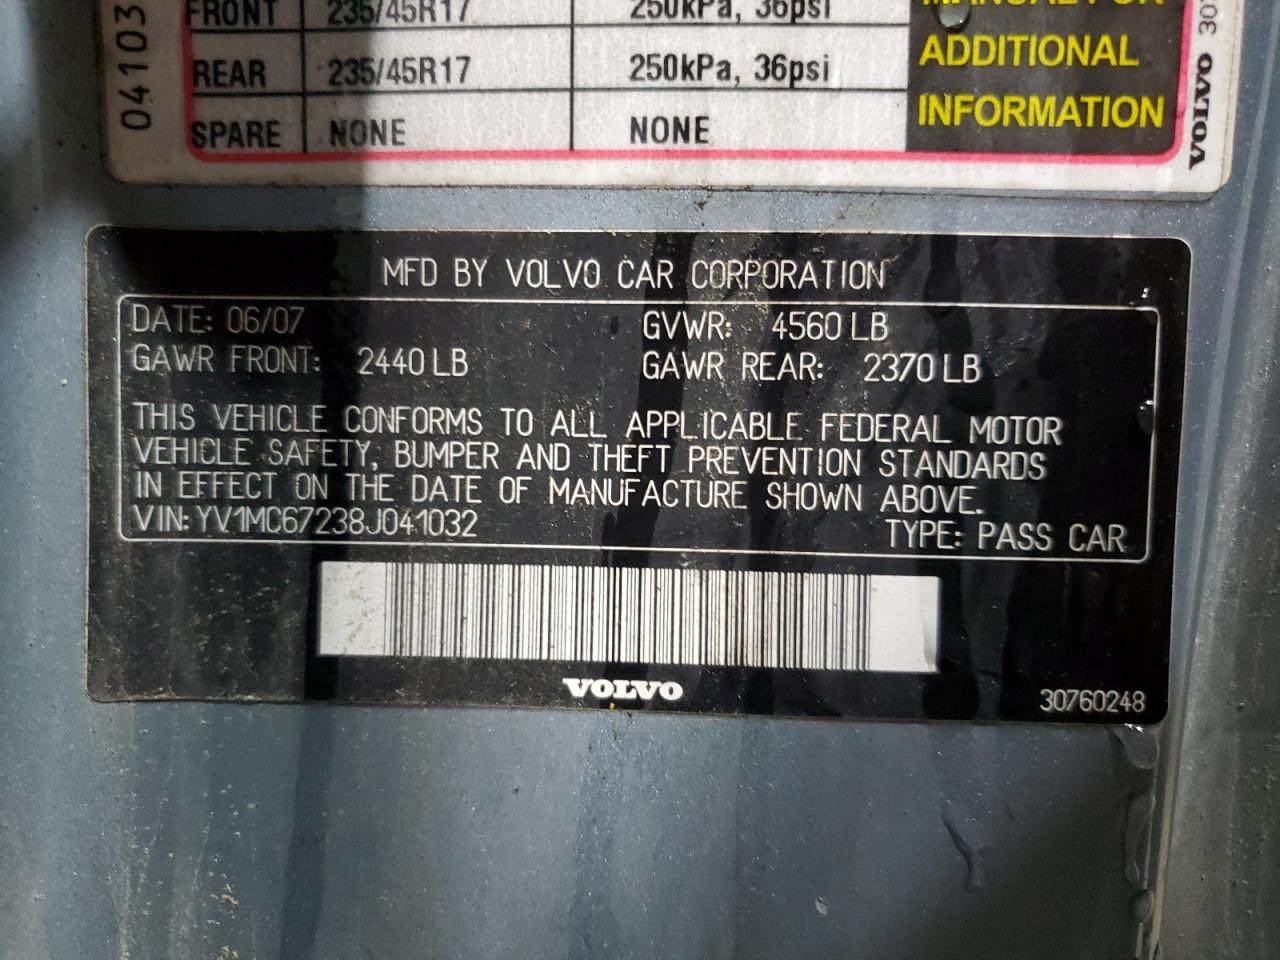 FRONT 235/45R17 250kPa, 36psi
REAR 235/45R17 250kPa, 36psi
SPARE NONE NONE
MANUAL FOR
ADDITIONAL
INFORMATION
VOLVO
MFD BY VOLVO CAR CORPORATION
DATE: 06/07 GVWR: 4560 LB
GAWR FRONT: 2440 LB GAWR REAR: 2370 LB
THIS VEHICLE CONFORMS TO ALL APPLICABLE FEDERAL MOTOR
VEHICLE SAFETY, BUMPER AND THEFT PREVENTION STANDARDS
IN EFFECT ON THE DATE OF MANUFACTURE SHOWN ABOVE.
VIN: YV1MC67238J041032 TYPE: PASS CAR
VOLVO
30760248